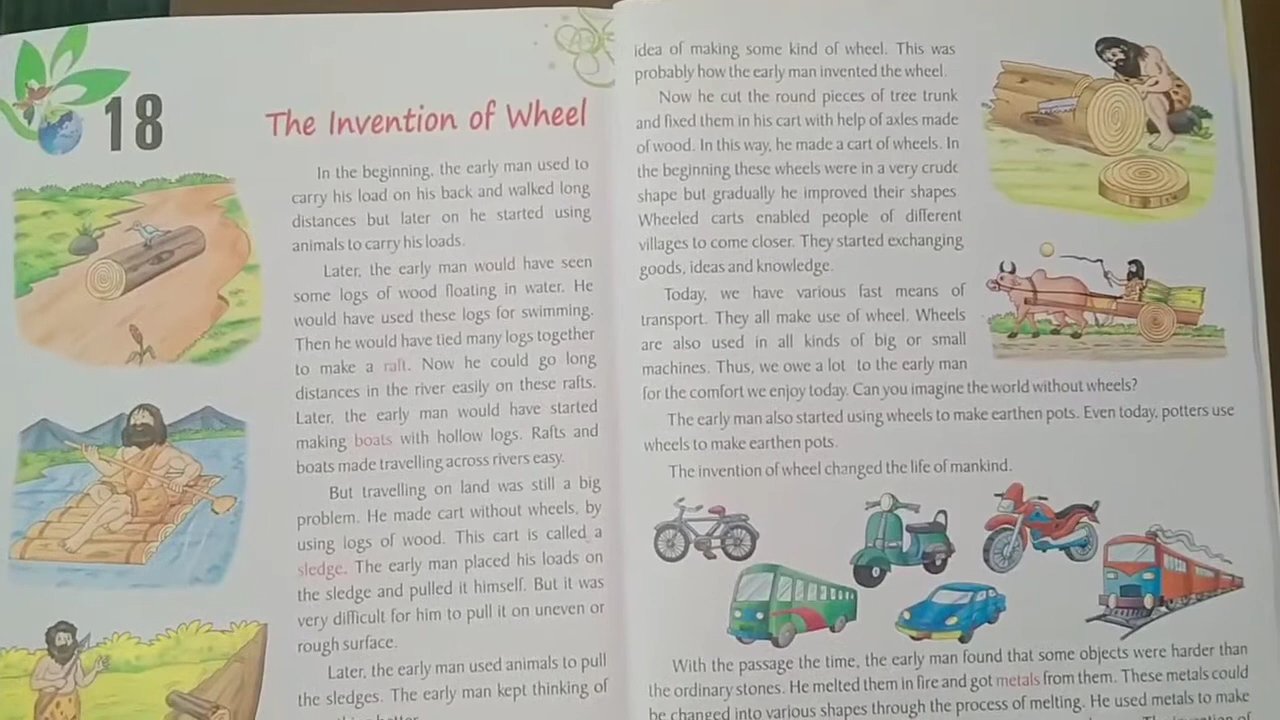 18
The Invention of Wheel
In the beginning, the early man used to
carry his load on his back and walked long
distances but later on he started using
animals to carry his loads.
Later, the early man would have seen
some logs of wood floating in water. He
would have used these logs for swimming.
Then he would have tied many logs together
to make a raft. Now he could go long
distances in the river easily on these rafts.
Later, the early man would have started
making boats with hollow logs. Rafts and
boats made travelling across rivers easy.
But travelling on land was still a big
problem. He made cart without wheels, by
using logs of wood. This cart is called a
sledge. The early man placed his loads on
the sledge and pulled it himself. But it was
very difficult for him to pull it on uneven or
rough surface.
Later, the early man used animals to pull
the sledges. The early man kept thinking of
idea of making some kind of wheel. This was
probably how the early man invented the wheel.
Now he cut the round pieces of tree trunk
and fixed them in his cart with help of axles made
of wood. In this way, he made a cart of wheels. In
the beginning these wheels were in a very crude
shape but gradually he improved their shapes
Wheeled carts enabled people of different
villages to come closer. They started exchanging
goods, ideas and knowledge.
Today, we have various fast means of
transport. They all make use of wheel. Wheels
are also used in all kinds of big or small
machines. Thus, we owe a lot to the early man
for the comfort we enjoy today. Can you imagine the world without wheels?
The early man also started using wheels to make earthen pots. Even today, potters use
wheels to make earthen pots.
The invention of wheel changed the life of mankind.
With the passage the time, the early man found that some objects were harder than
the ordinary stones. He melted them in fire and got metals from them. These metals could
be changed into various shapes through the process of melting. He used metals to make